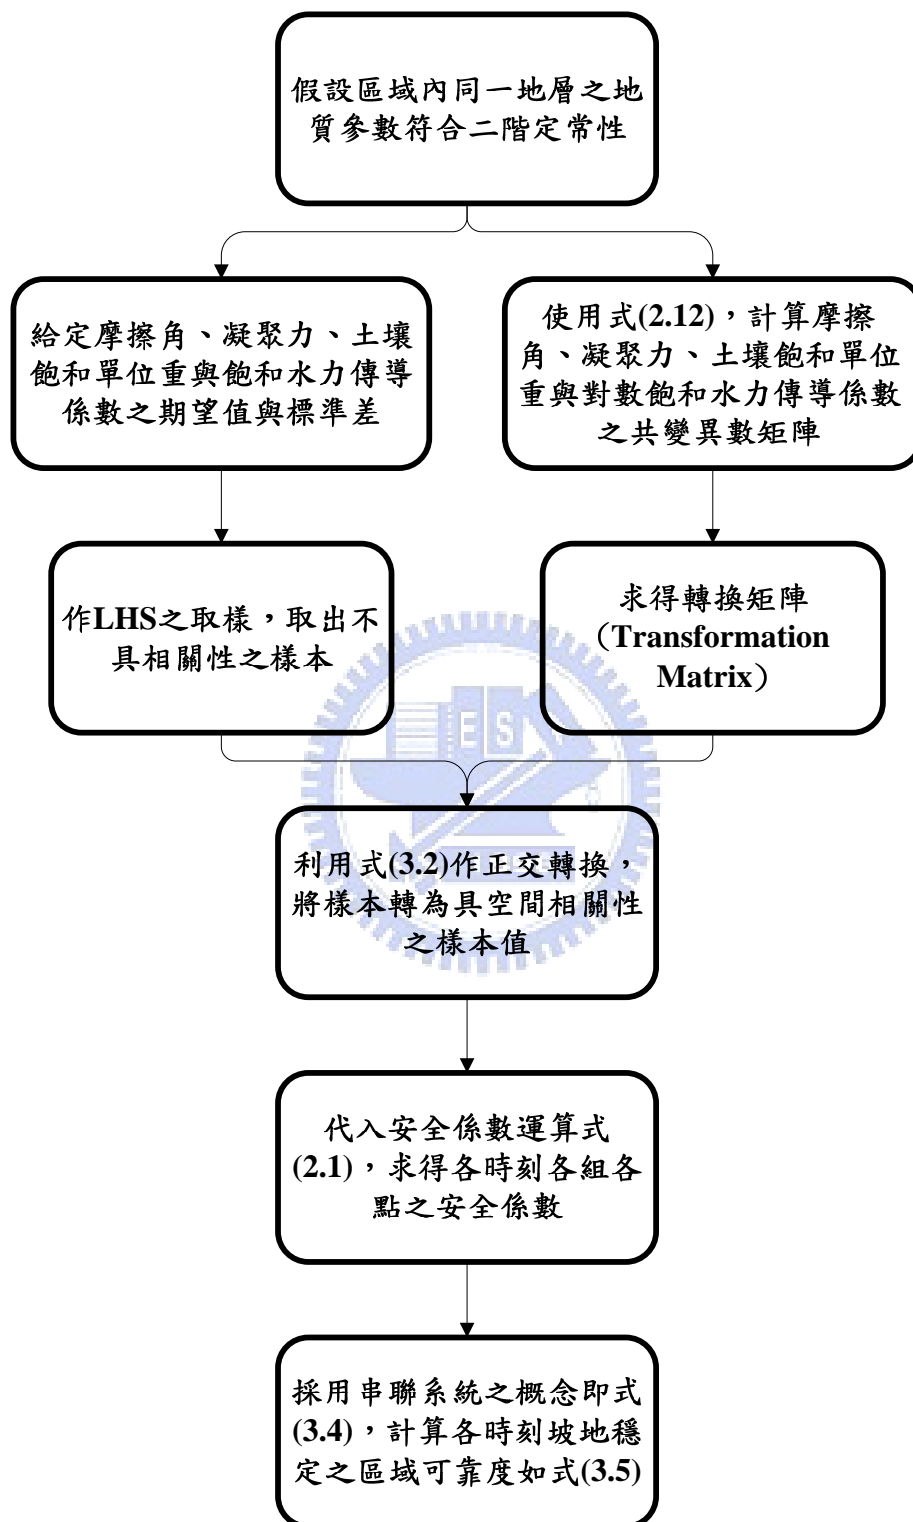 假設區域內同一地層之地
質參數符合二階定常性
給定摩擦角、凝聚力、土壤
飽和單位重與飽和水力傳導
係數之期望值與標準差
使用式(2.12)，計算摩擦
角、凝聚力、土壤飽和單位
重與對數飽和水力傳導係數
之共變異數矩陣
作LHS之取樣，取出不
具相關性之樣本
求得轉換矩陣
（Transformation
Matrix）
ES
利用式(3.2)作正交轉換，
將樣本轉為具空間相關性
之樣本值
代入安全係數運算式
(2.1)，求得各時刻各組各
點之安全係數
採用串聯系統之概念即式
(3.4)，計算各時刻坡地穩
定之區域可靠度如式(3.5)